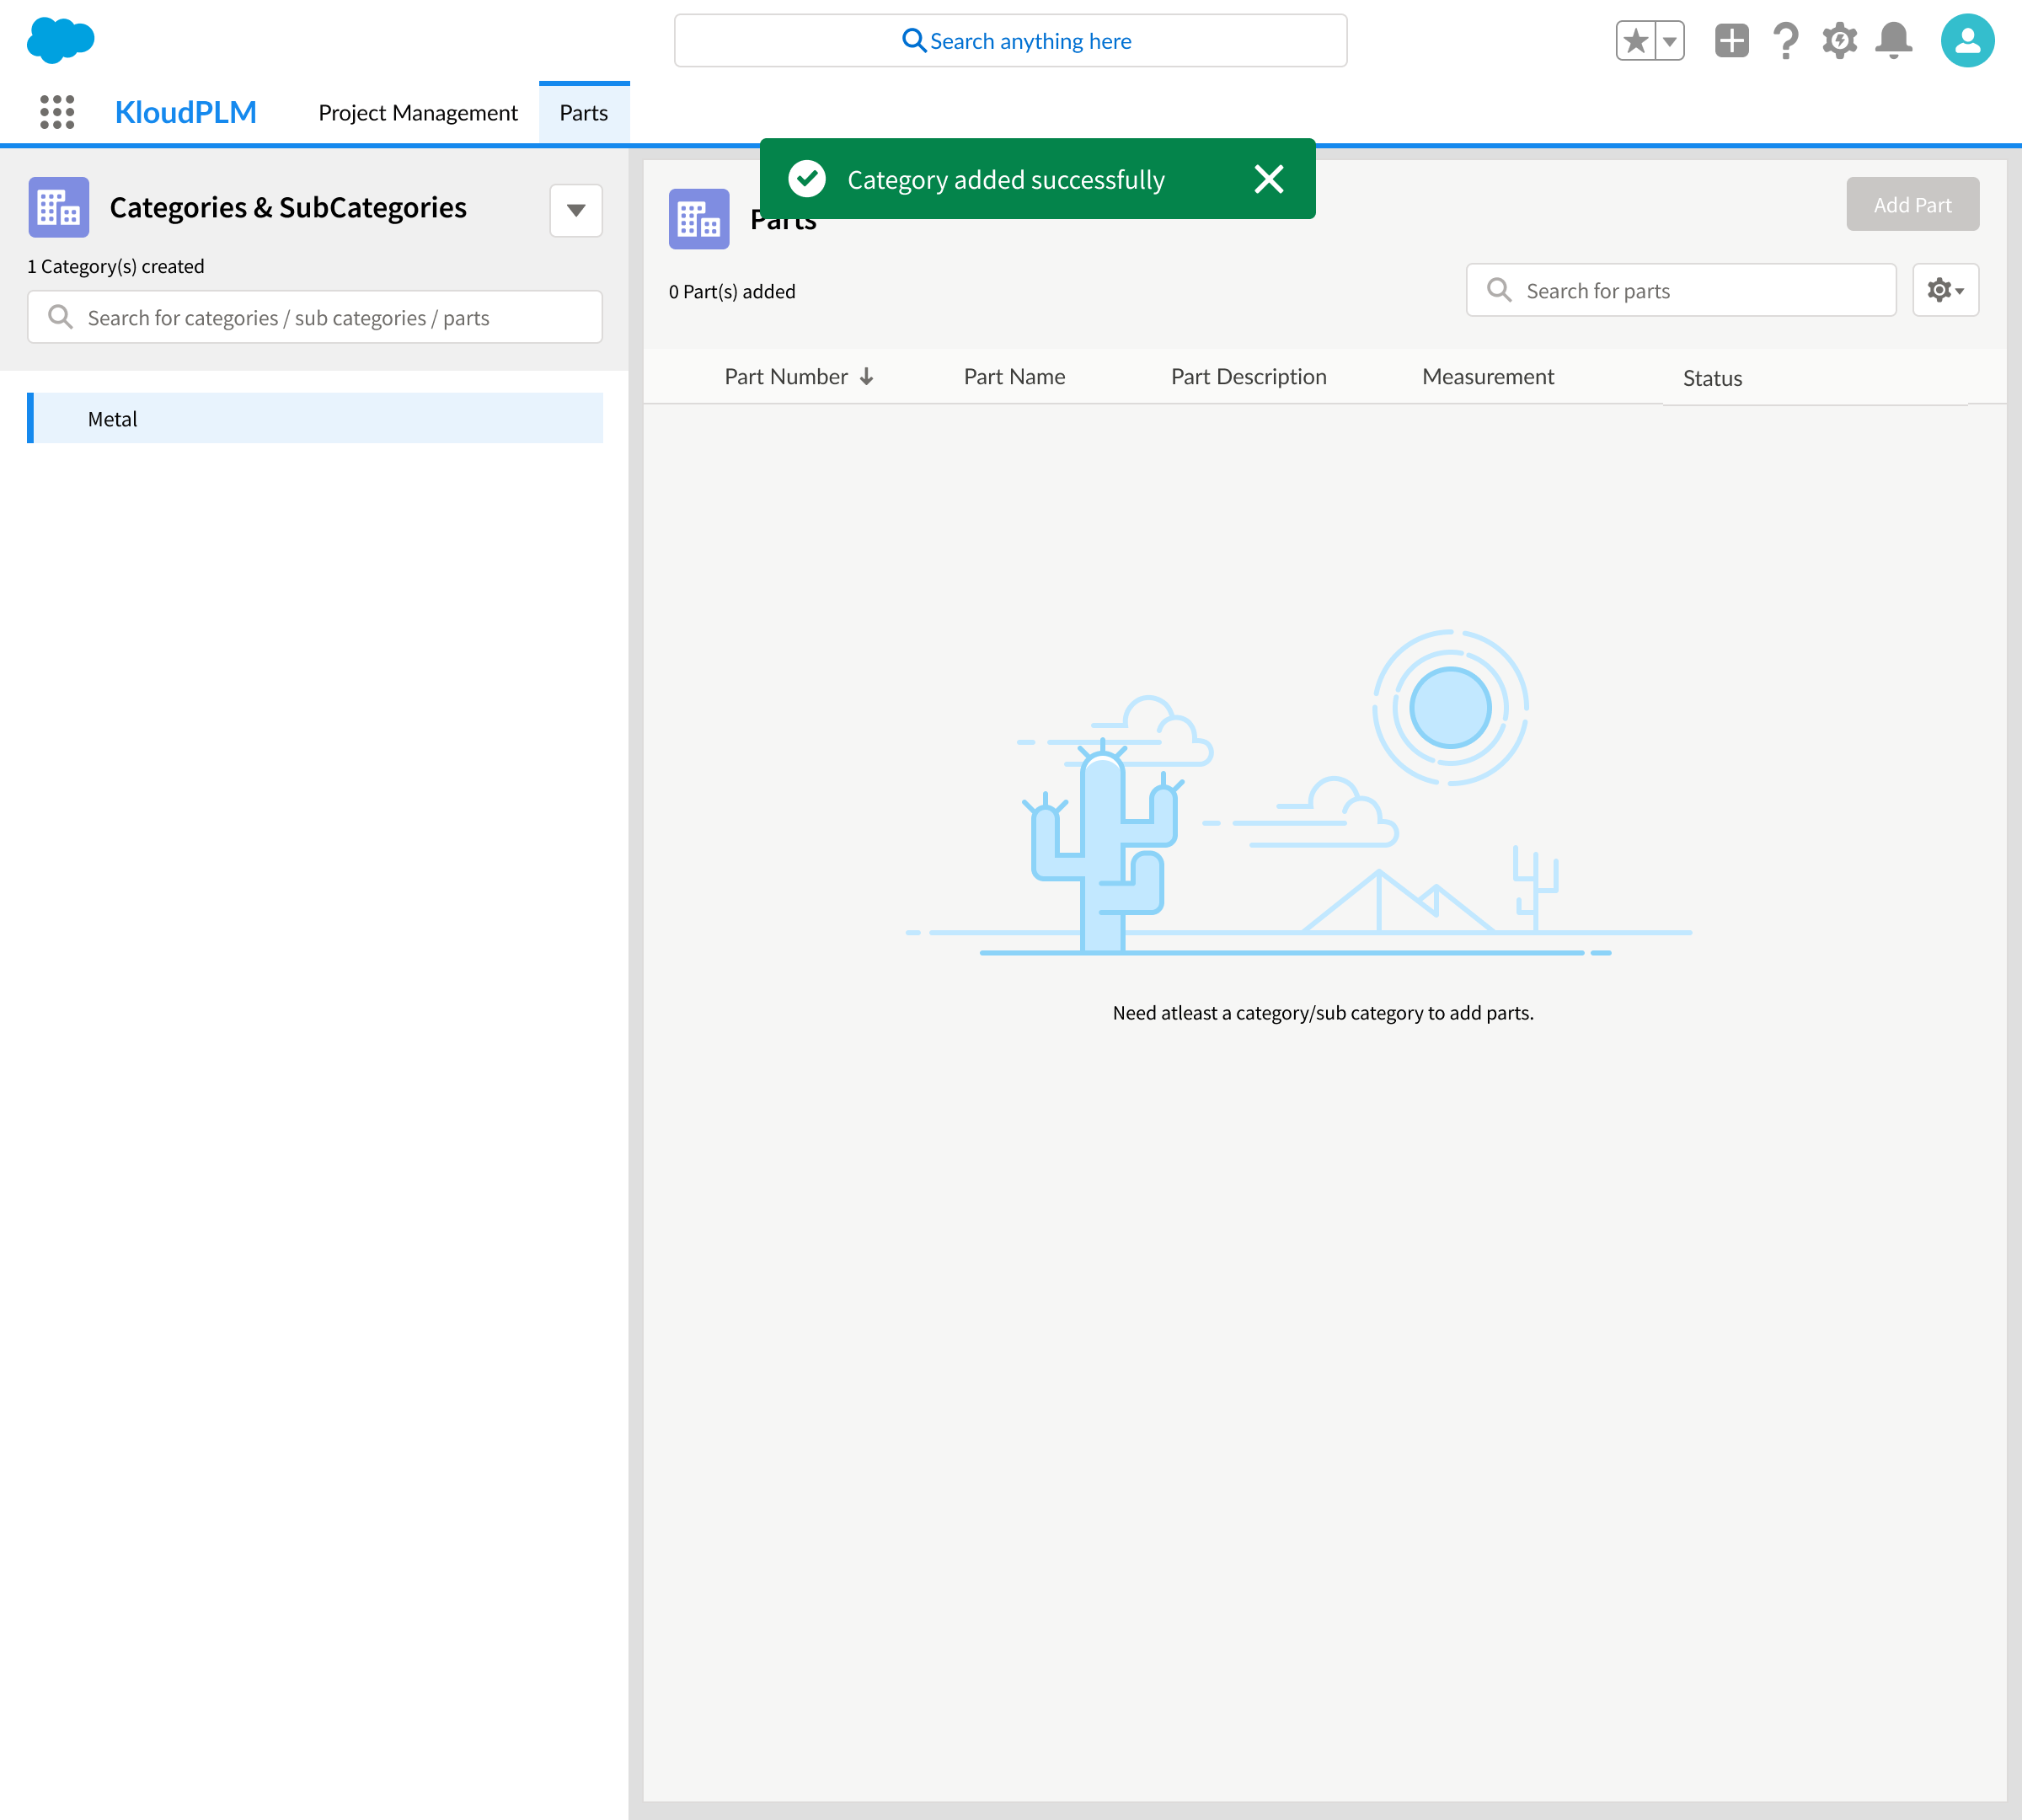 Search anything here
KloudPLM
Project Management
Parts
Category added successfully
Categories & SubCategories
1 Category(s) created
Search for categories / sub categories / parts
Metal
Parts
Add Part
0 Part(s) added
Search for parts
Part Number
Part Name
Part Description
Measurement
Status
Need atleast a category/sub category to add parts.